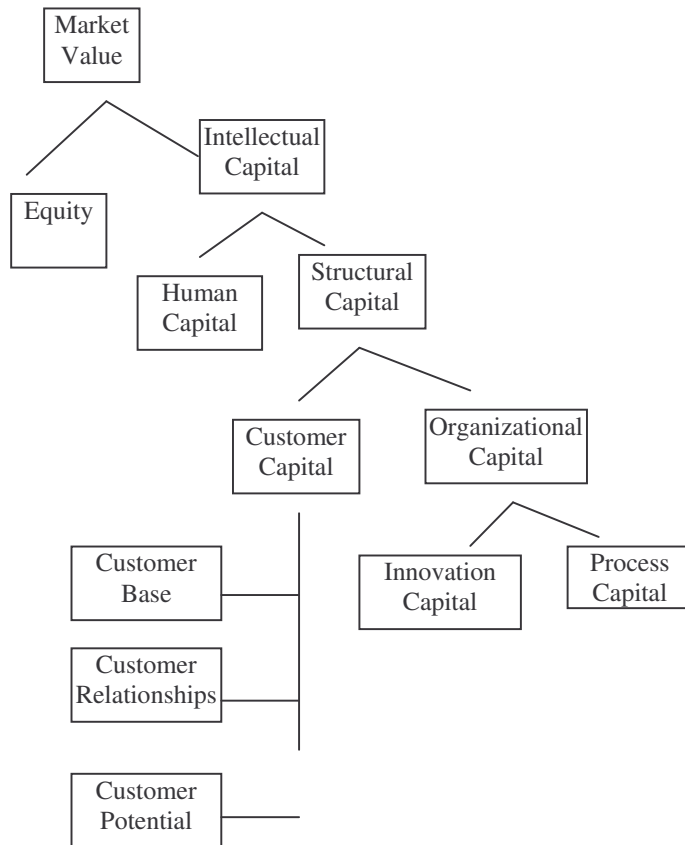 Market
Value
Intellectual
Capital
Equity
Human
Capital
Structural
Capital
Customer
Capital
Organizational
Capital
Customer
Base
Innovation
Capital
Process
Capital
Customer
Relationships
Customer
Potential